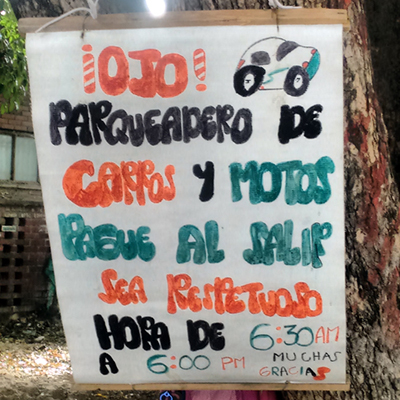 ¡OJO!
PARQUEADERO DE
CARROS Y MOTOS
PAGUE AL SALIR
SEA RESPETUOSO
HORA DE 6:30 AM
A 6:00 PM MUCHAS
GRACIAS